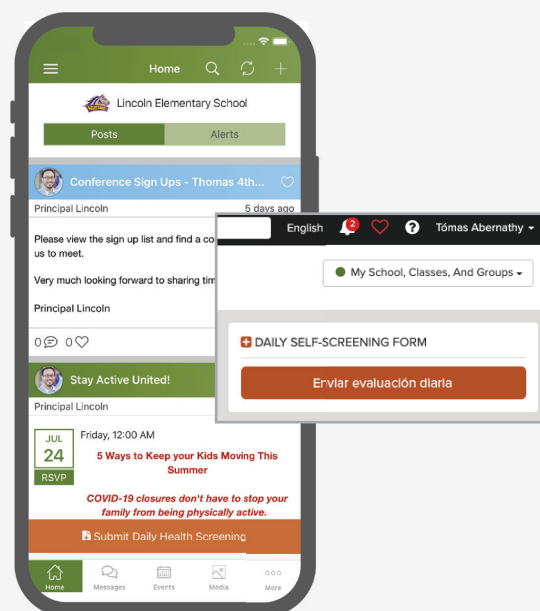 Home
Lincoln Elementary School
Posts
Alerts
Conference Sign Ups - Thomas 4th...
Principal Lincoln
5 days ago
Please view the sign up list and find a co
us to meet.
Very much looking forward to sharing tim
Principal Lincoln
0 0
Stay Active United!
Principal Lincoln
JUL
24
RSVP
Friday, 12:00 AM
5 Ways to Keep your Kids Moving This
Summer
COVID-19 closures don't have to stop your
family from being physically active.
Submit Daily Health Screening
Home
Messages
Events
Media
More
English
2
?
Tómas Abernathy
My School, Classes, And Groups
DAILY SELF-SCREENING FORM
Enviar evaluación diaria